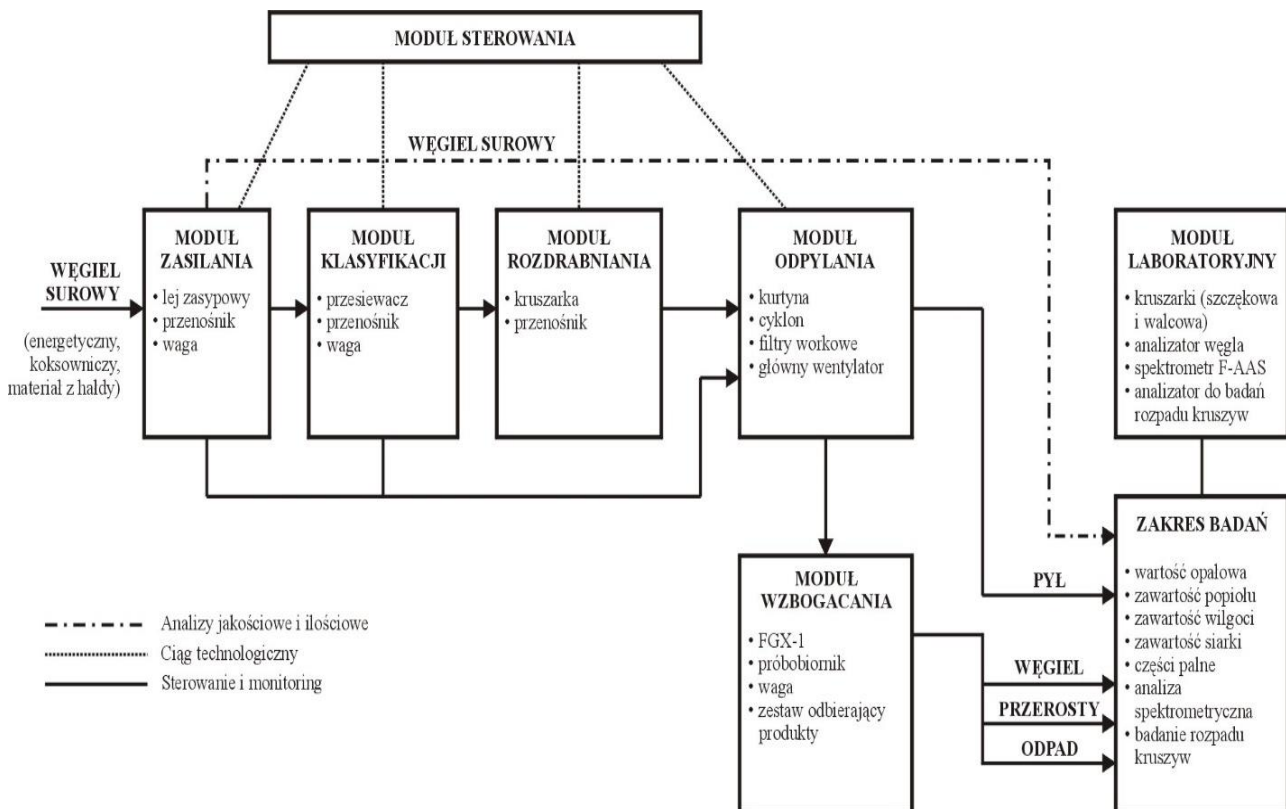 MODUŁ STEROWANIA
WĘGIEL SUROWY
WĘGIEL
SUROWY
(energetyczny,
koksowniczy,
materiał z hałdy)
MODUŁ
ZASILANIA
• lej zasypowy
• przenośnik
• waga
MODUŁ
KLASYFIKACJI
• przesiewacz
• przenośnik
• waga
MODUŁ
ROZDRABNIANIA
• kruszarka
• przenośnik
MODUŁ
ODPYLANIA
• kurtyna
• cyklon
• filtry workowe
• główny wentylator
MODUŁ
LABORATORYJNY
• kruszarki (szczękowa
i walcowa)
• analizator węgla
• spektrometr F-AAS
• analizator do badań
rozpadu kruszyw
MODUŁ
WZBOGACANIA
• FGX-1
• próbobiornik
• waga
• zestaw odbierający
produkty
PYŁ
WĘGIEL
PRZEROSTY
ODPAD
ZAKRES BADAŃ
• wartość opałowa
• zawartość popiołu
• zawartość wilgoci
• zawartość siarki
• części palne
• analiza
spektrometryczna
• badanie rozpadu
kruszyw
Analizy jakościowe i ilościowe
Ciąg technologiczny
Sterowanie i monitoring